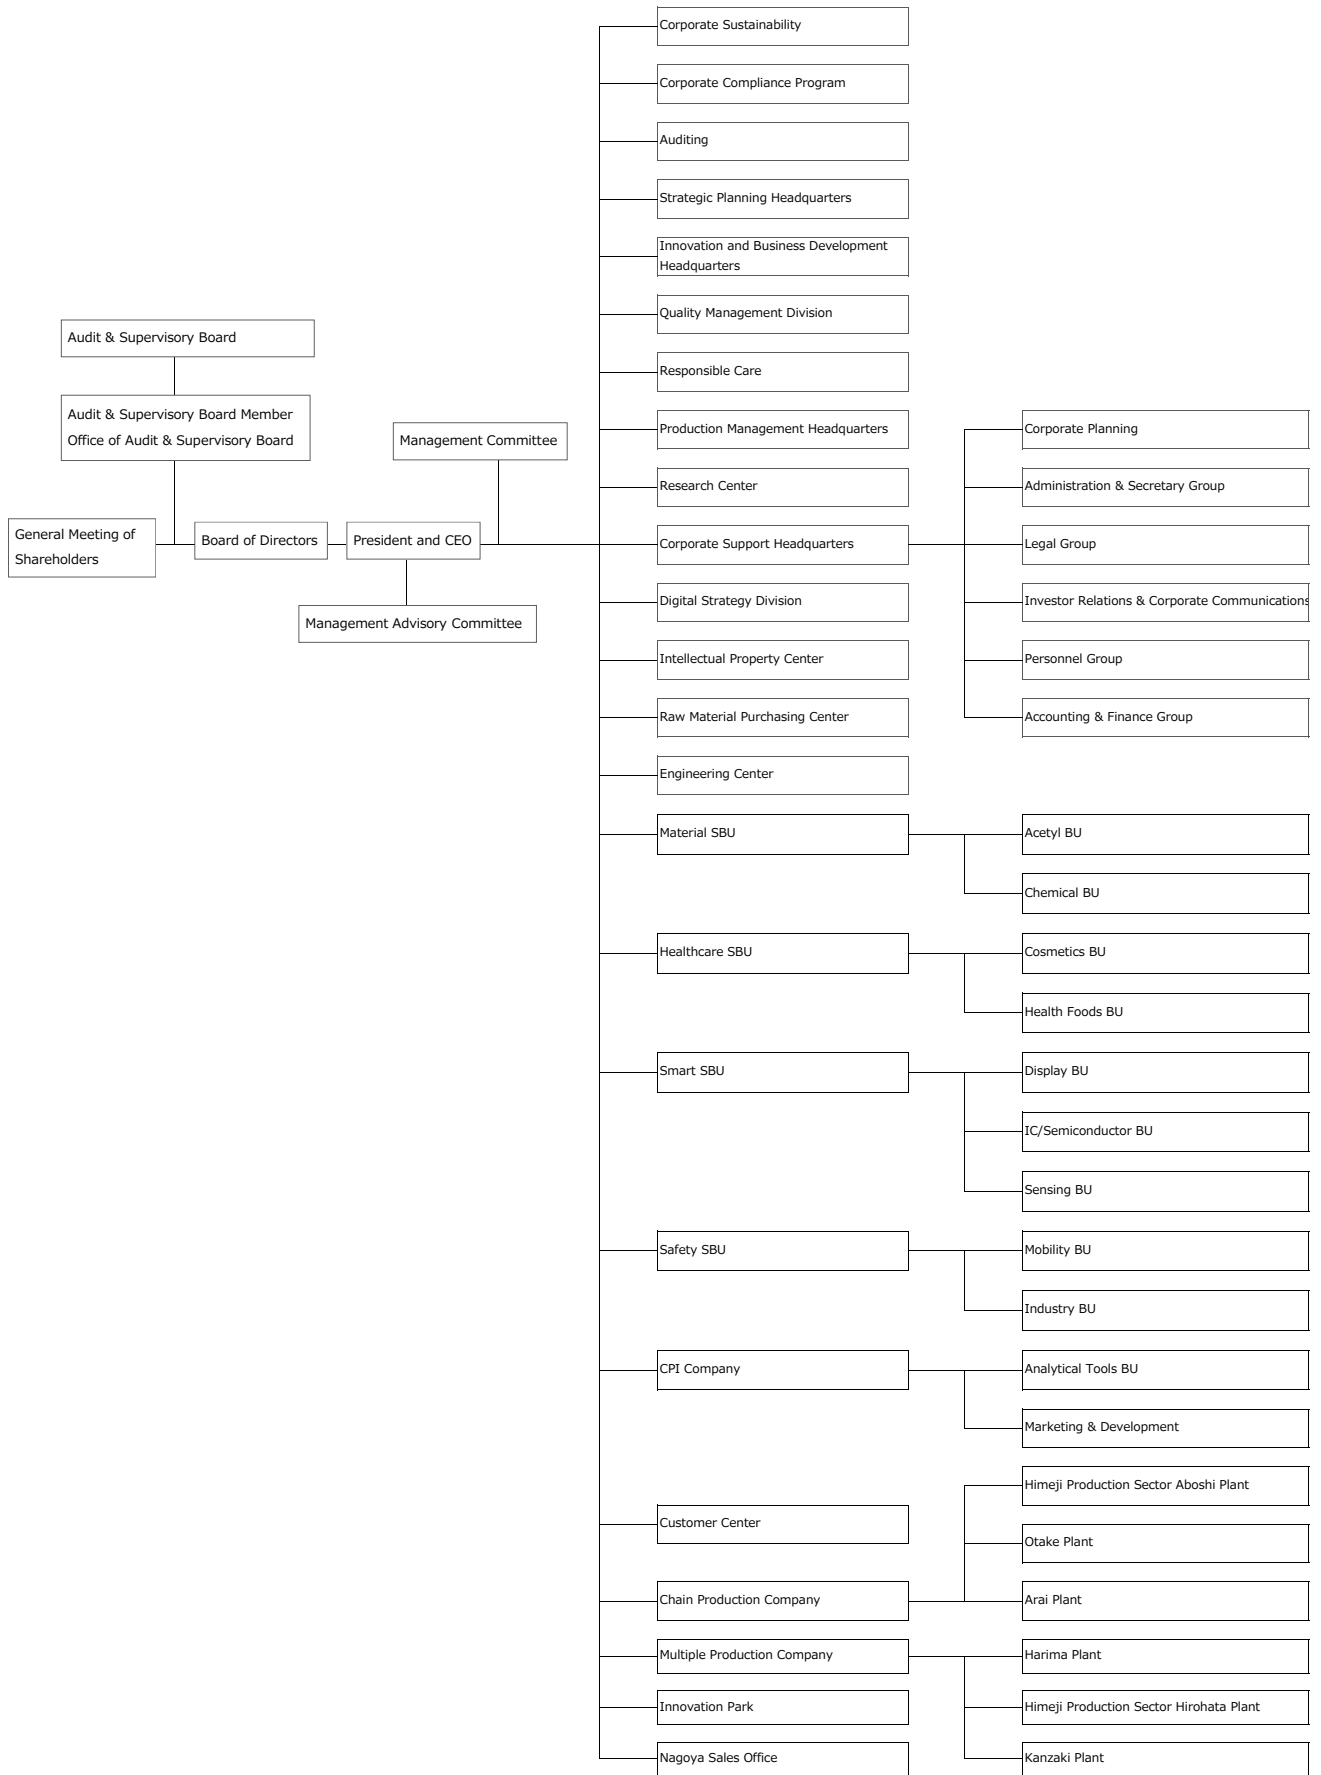 Corporate Sustainability
Corporate Compliance Program
Auditing
Strategic Planning Headquarters
Innovation and Business Development
Headquarters
Quality Management Division
Audit & Supervisory Board
Responsible Care
Audit & Supervisory Board Member
Office of Audit & Supervisory Board
Management Committee
Production Management Headquarters
Corporate Planning
Research Center
Administration & Secretary Group
General Meeting of
Shareholders
Board of Directors
President and CEO
Corporate Support Headquarters
Legal Group
Management Advisory Committee
Digital Strategy Division
Investor Relations & Corporate Communications
Intellectual Property Center
Personnel Group
Raw Material Purchasing Center
Accounting & Finance Group
Engineering Center
Material SBU
Acetyl BU
Chemical BU
Healthcare SBU
Cosmetics BU
Health Foods BU
Smart SBU
Display BU
IC/Semiconductor BU
Sensing BU
Safety SBU
Mobility BU
Industry BU
CPI Company
Analytical Tools BU
Marketing & Development
Himeji Production Sector Aboshi Plant
Customer Center
Otake Plant
Chain Production Company
Arai Plant
Multiple Production Company
Harima Plant
Innovation Park
Himeji Production Sector Hirohata Plant
Nagoya Sales Office
Kanzaki Plant